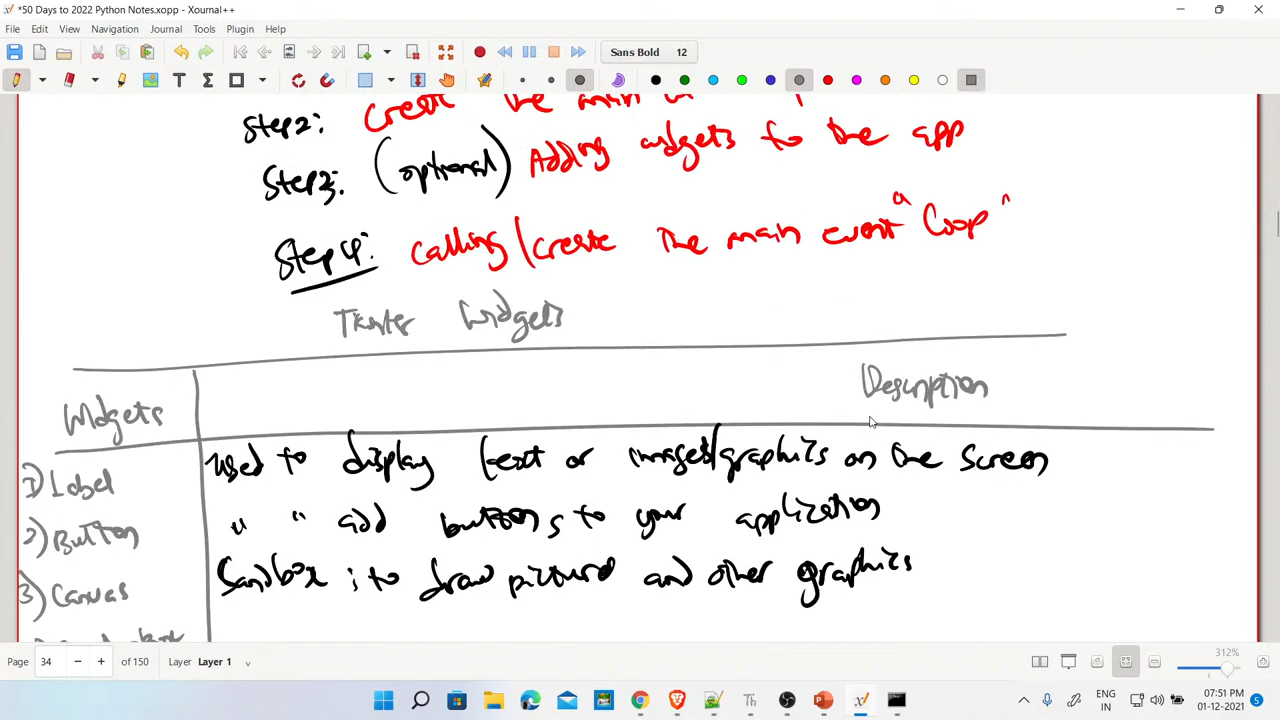 *50 Days to 2022 Python Notes.xopp - Xournal++
File Edit View Navigation Journal Tools Plugin Help
Sans Bold 12
Step2: Create the main
Step3: (optional) Adding widgets to the app
Step4: Calling/Create the main event "Loop"
Tkinter Widgets
Widgets Description
1) Label used to display text or images/graphics on the screen
2) Button " " add buttons to your application
3) Canvas Sandbox : to draw pictures and other graphics
Page 34 of 150 Layer Layer 1
312%
ENG
IN
07:51 PM
01-12-2021
5